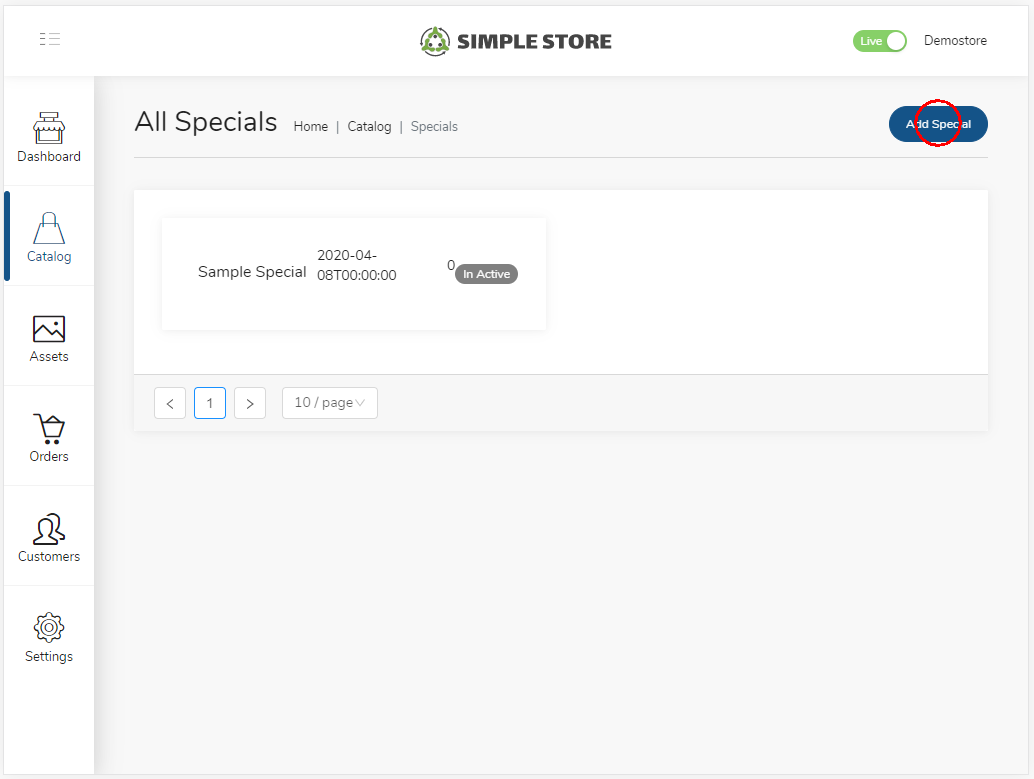 SIMPLE STORE
Live
Demostore
All Specials
Home | Catalog | Specials
Add Special
Dashboard
Catalog
Assets
Orders
Customers
Settings
Sample Special
2020-04-
08T00:00:00
0
In Active
< 1 > 10 / page